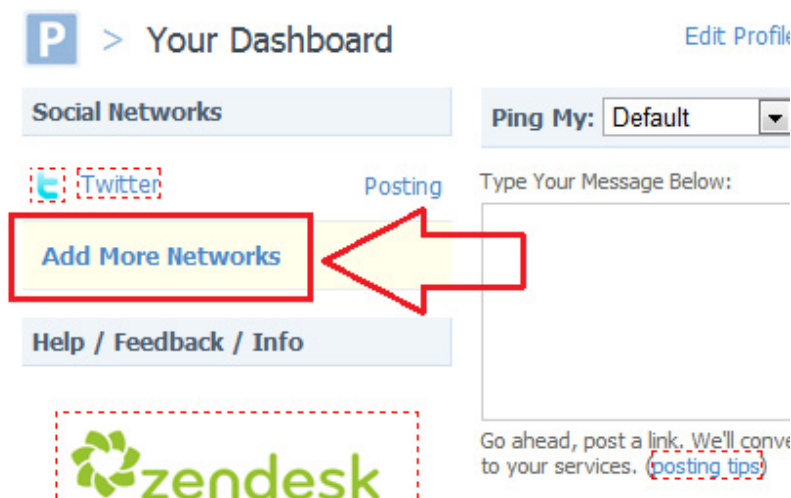 P > Your Dashboard
Edit Profile
Social Networks
Twitter Posting
Add More Networks
Help / Feedback / Info
zendesk
Ping My: Default
Type Your Message Below:
Go ahead, post a link. We'll conve
to your services. (posting tips)